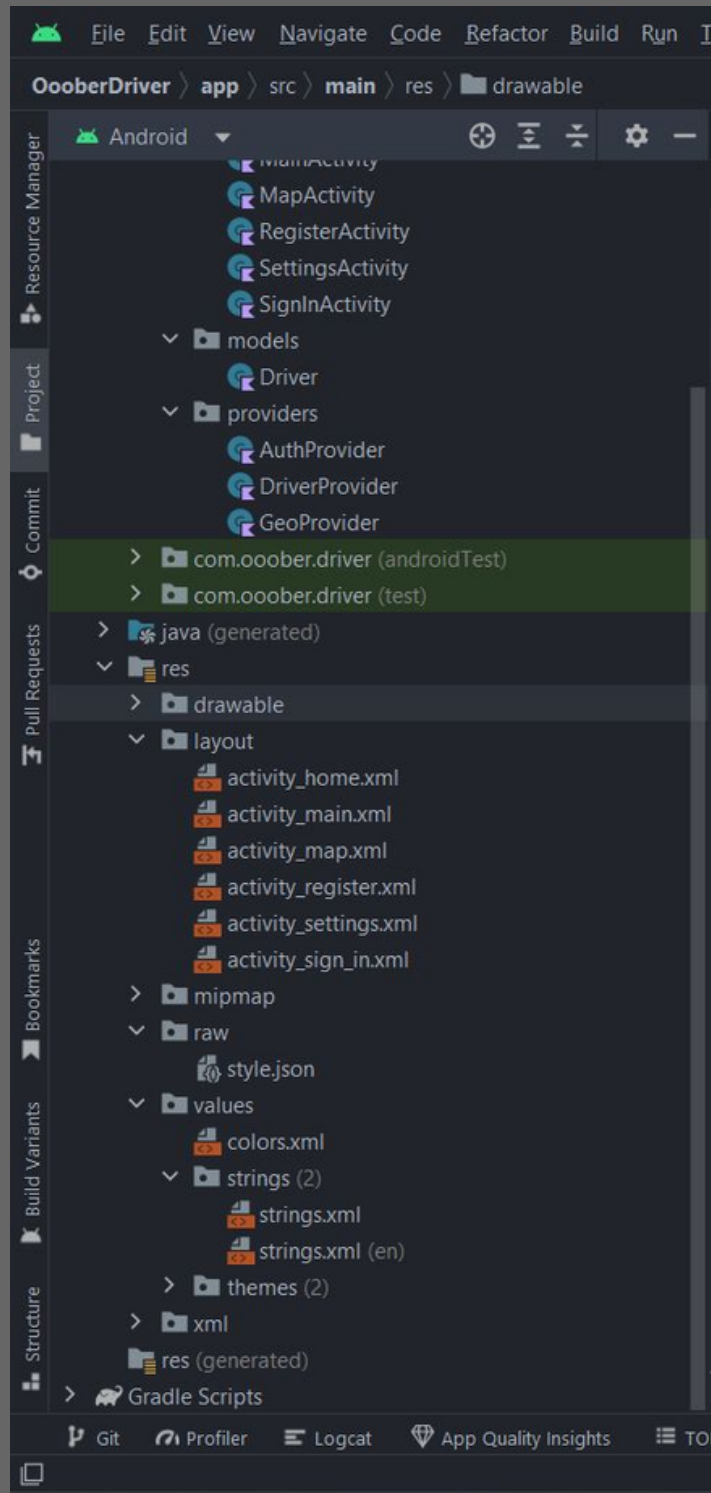 File Edit View Navigate Code Refactor Build Run
OooberDriver app src main res drawable
Android
MainActivity
MapActivity
RegisterActivity
SettingsActivity
SignInActivity
models
Driver
providers
AuthProvider
DriverProvider
GeoProvider
com.ooober.driver (androidTest)
com.ooober.driver (test)
java (generated)
res
drawable
layout
activity_home.xml
activity_main.xml
activity_map.xml
activity_register.xml
activity_settings.xml
activity_sign_in.xml
mipmap
raw
style.json
values
colors.xml
strings (2)
strings.xml
strings.xml (en)
themes (2)
xml
res (generated)
Gradle Scripts
Resource Manager
Project
Commit
Pull Requests
Bookmarks
Build Variants
Structure
Git Profiler Logcat App Quality Insights TO